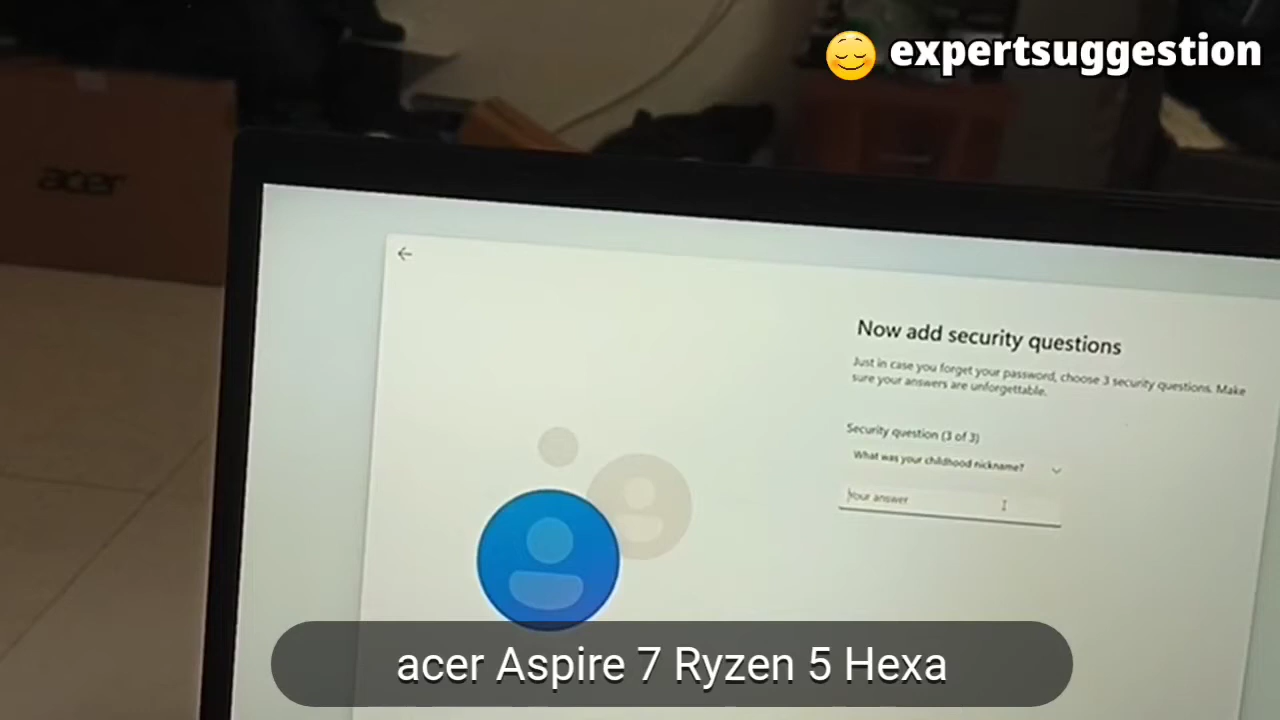 expertsuggestion
acer
←
Now add security questions
Just in case you forget your password, choose 3 security questions. Make
sure your answers are unforgettable.
Security question (3 of 3)
What was your childhood nickname?
Your answer
acer Aspire 7 Ryzen 5 Hexa